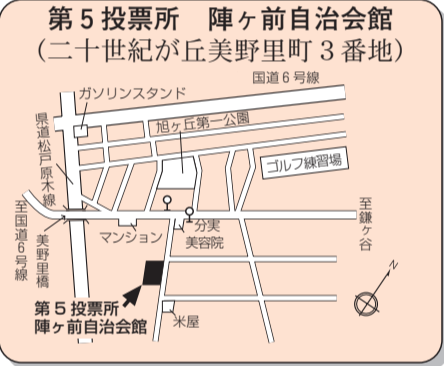 第5投票所　陣ヶ前自治会館
（二十世紀が丘美野里町3番地）
国道6号線
ガソリンスタンド
旭ヶ丘第一公園
県道松戸原木線
ゴルフ練習場
至国道6号線
美野里橋
マンション
分実
美容院
至鎌ヶ谷
第5投票所
陣ヶ前自治会館
米屋
N